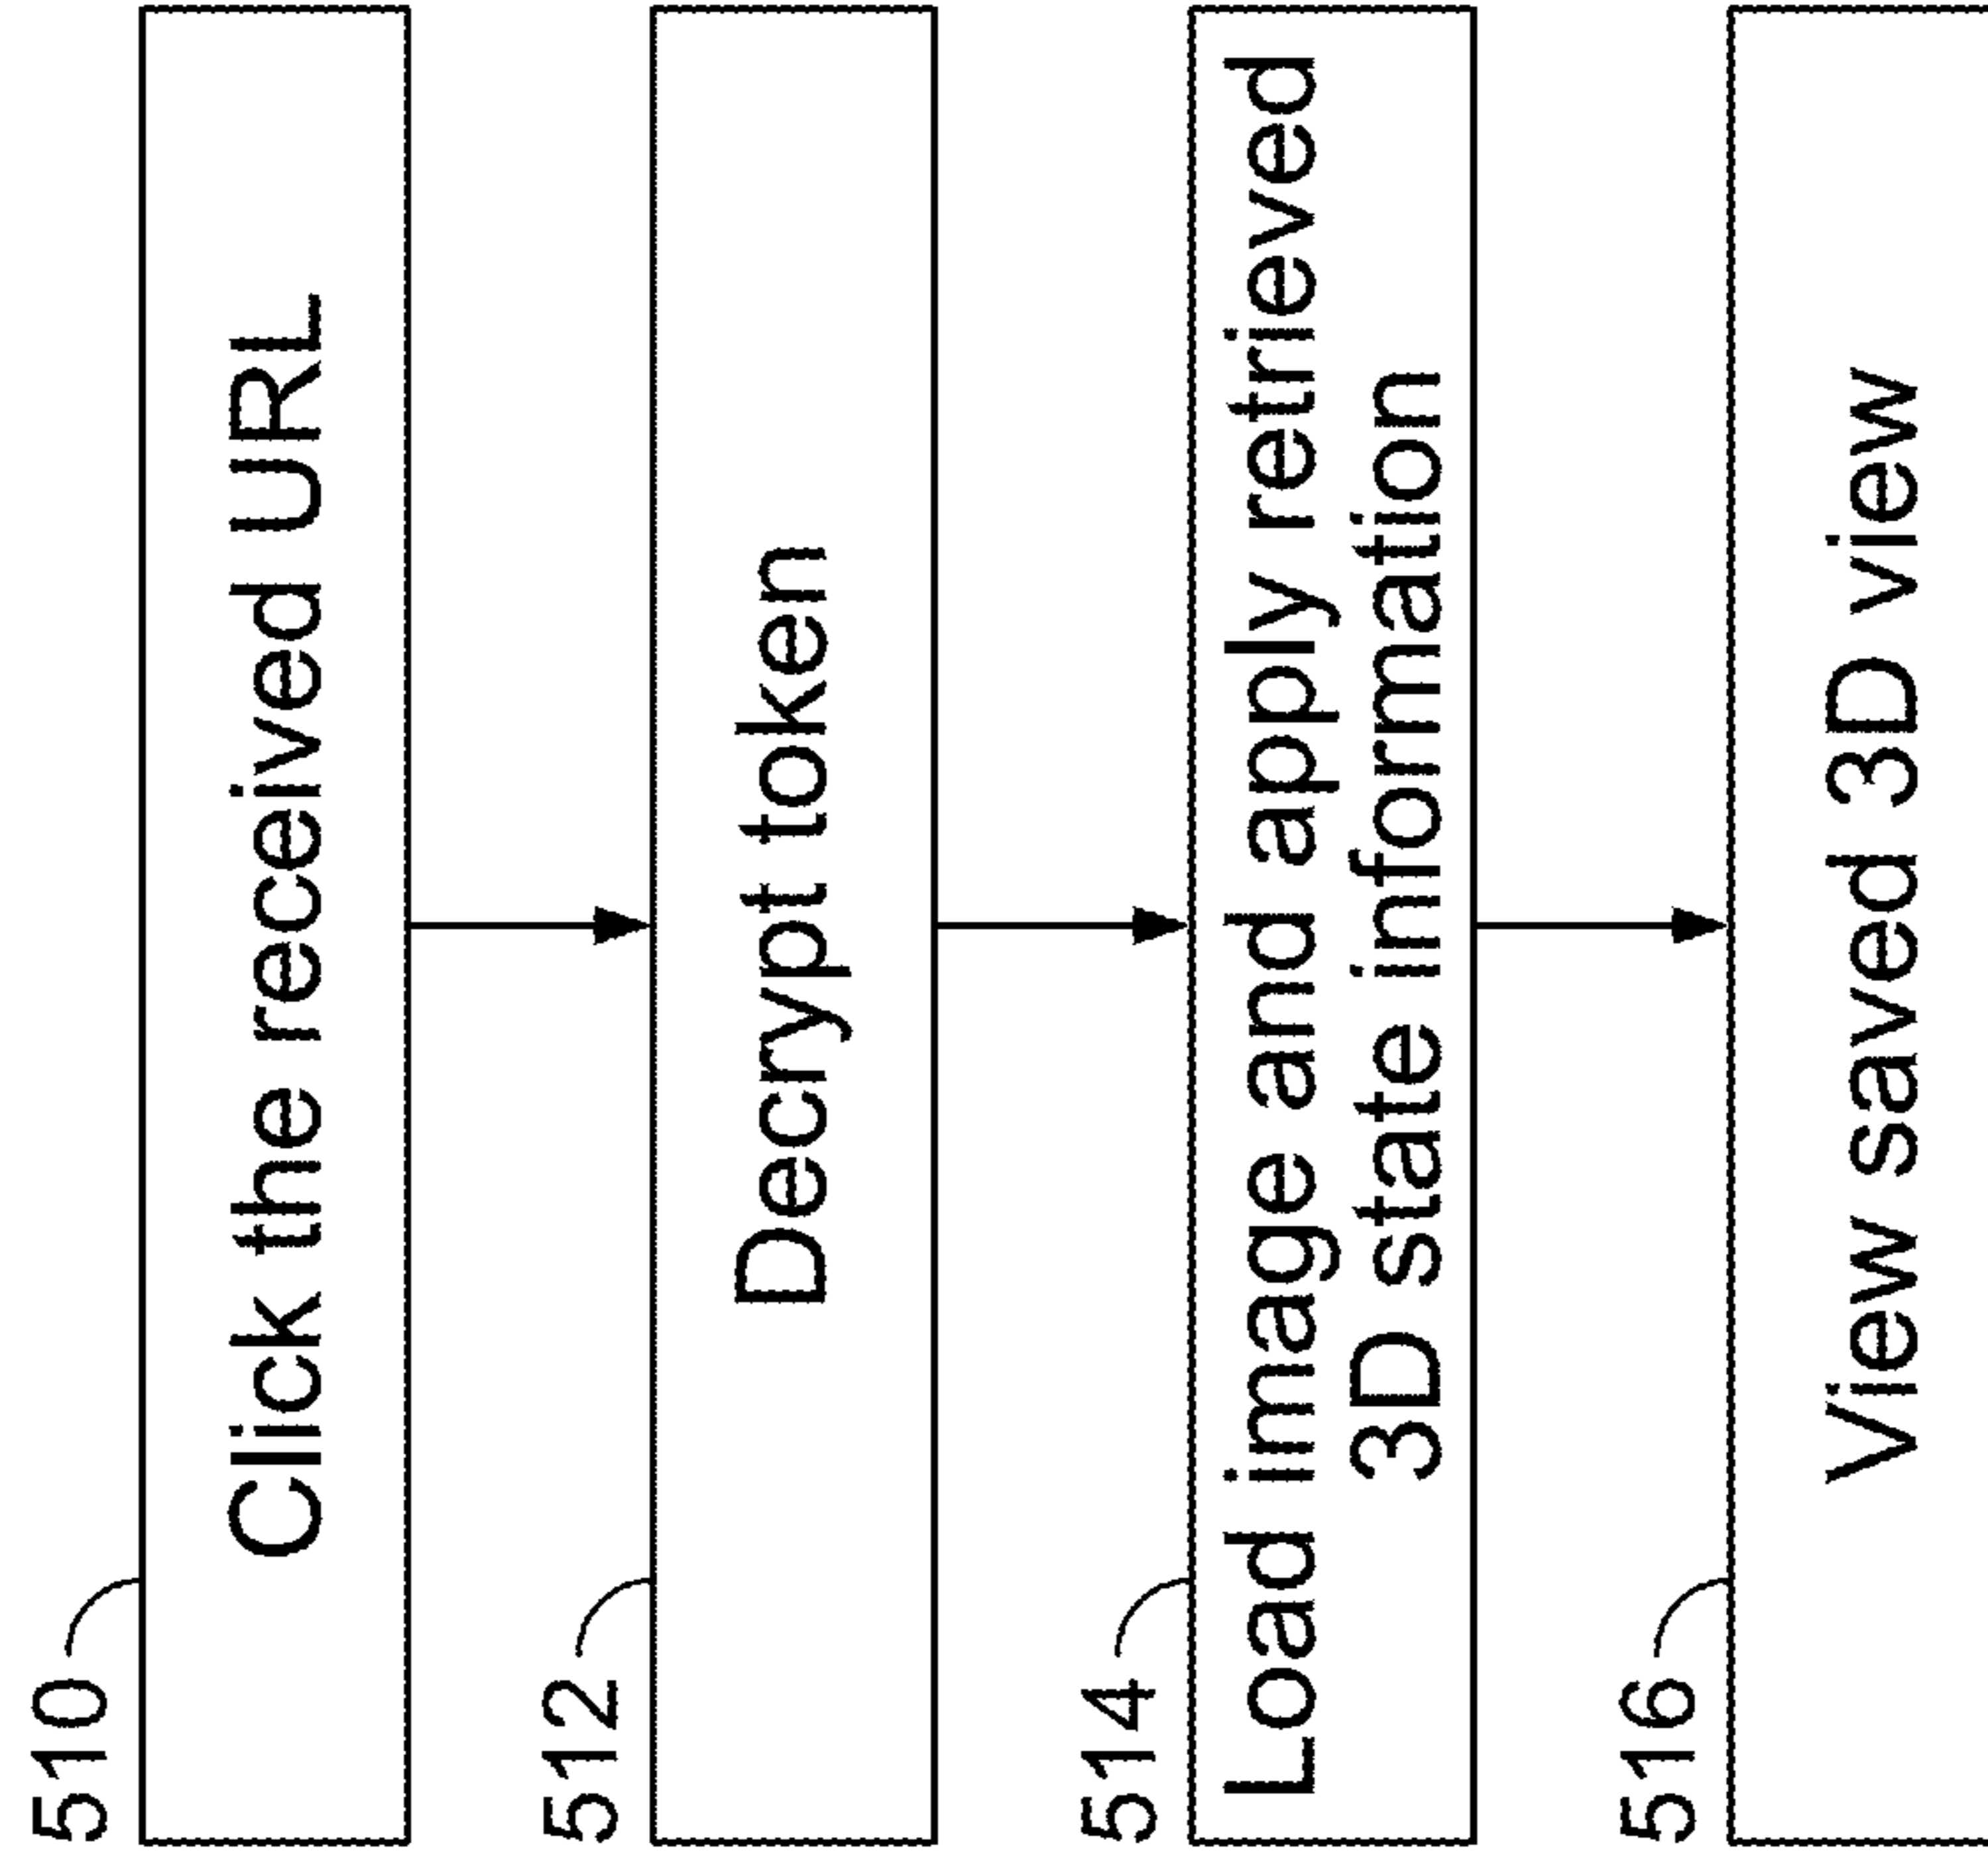 510
Click the received URL
512
Decrypt token
514
Load image and apply retrieved
3D state information
516
View saved 3D view